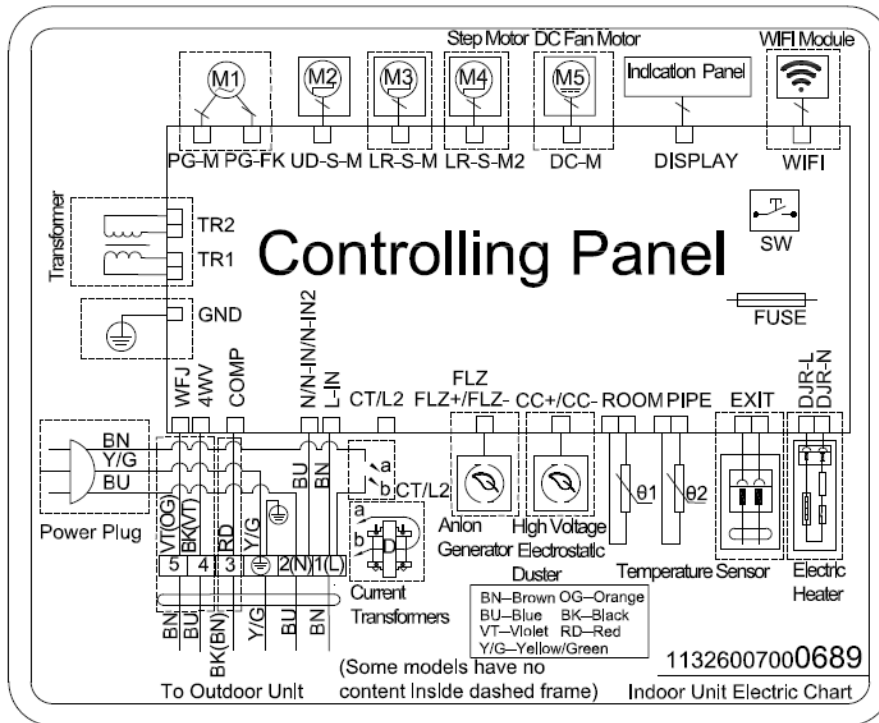 Step Motor DC Fan Motor WIFI Module
M1 M2 M3 M4 M5 Indication Panel
PG-M PG-FK UD-S-M LR-S-M LR-S-M2 DC-M DISPLAY WIFI
Transformer
TR2
TR1
SW
Controlling Panel
GND
FUSE
WFJ 4WV COMP N/N-IN/N-IN2 L-IN CT/L2
FLZ
FLZ+/FLZ- CC+/CC- ROOM PIPE EXIT DJR-L DJR-N
BN
Y/G
BU
Power Plug
VT(OG) BK(VT) RD Y/G BU BN
a
b CT/L2
a
b
D
θ1 θ2
Anion
Generator
High Voltage
Electrostatic
Duster
Temperature Sensor
Electric
Heater
5 4 3 2(N) 1(L)
Current
Transformers
BN BU BK(BN) Y/G BU BN
BN–Brown OG–Orange
BU–Blue BK–Black
VT–Violet RD–Red
Y/G–Yellow/Green
To Outdoor Unit
(Some models have no
content inside dashed frame)
11326007000689
Indoor Unit Electric Chart